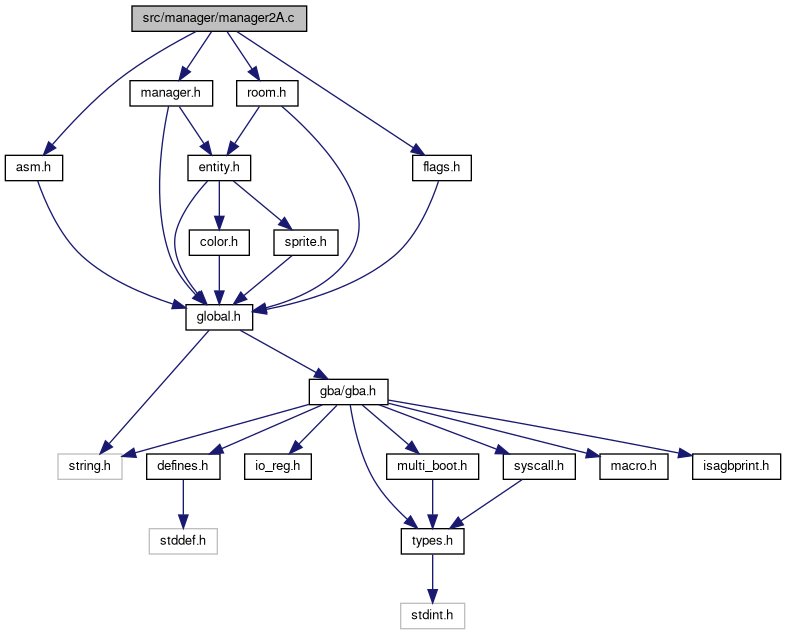 src/manager/manager2A.c
manager.h
room.h
asm.h
entity.h
flags.h
color.h
sprite.h
global.h
gba/gba.h
string.h
defines.h
io_reg.h
multi_boot.h
syscall.h
macro.h
isagbprint.h
stddef.h
types.h
stdint.h